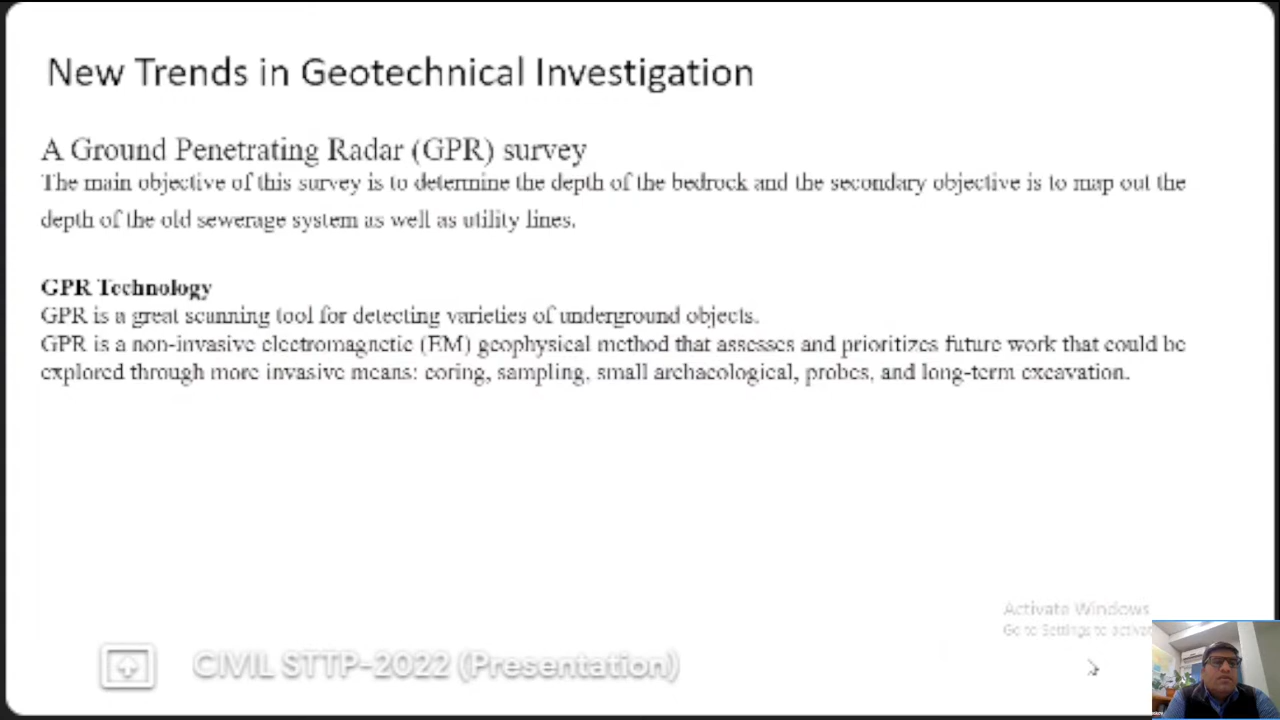 New Trends in Geotechnical Investigation
A Ground Penetrating Radar (GPR) survey
The main objective of this survey is to determine the depth of the bedrock and the secondary objective is to map out the
depth of the old sewerage system as well as utility lines.
GPR Technology
GPR is a great scanning tool for detecting varieties of underground objects.
GPR is a non-invasive electromagnetic (EM) geophysical method that assesses and prioritizes future work that could be
explored through more invasive means: coring, sampling, small archaeological, probes, and long-term excavation.
Activate Windows
Go to Settings to
CIVIL STTP-2022 (Presentation)